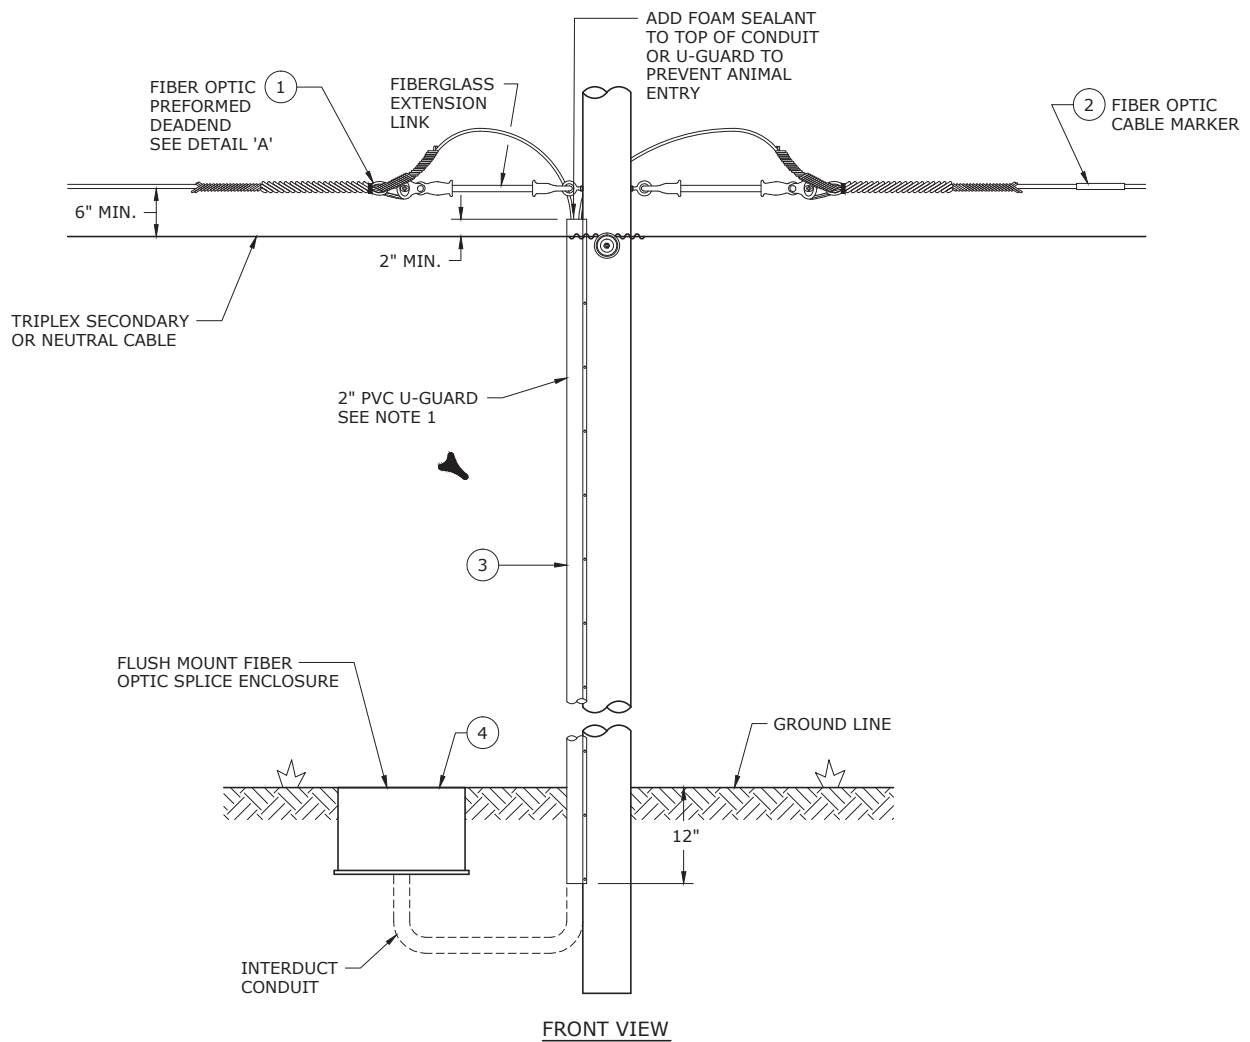 ADD FOAM SEALANT
TO TOP OF CONDUIT
OR U-GUARD TO
PREVENT ANIMAL
ENTRY
FIBER OPTIC
PREFORMED
DEADEND
SEE DETAIL 'A'
1
FIBERGLASS
EXTENSION
LINK
2
FIBER OPTIC
CABLE MARKER
6" MIN.
2" MIN.
TRIPLEX SECONDARY
OR NEUTRAL CABLE
2" PVC U-GUARD
SEE NOTE 1
3
FLUSH MOUNT FIBER
OPTIC SPLICE ENCLOSURE
4
GROUND LINE
12"
INTERDUCT
CONDUIT
FRONT VIEW